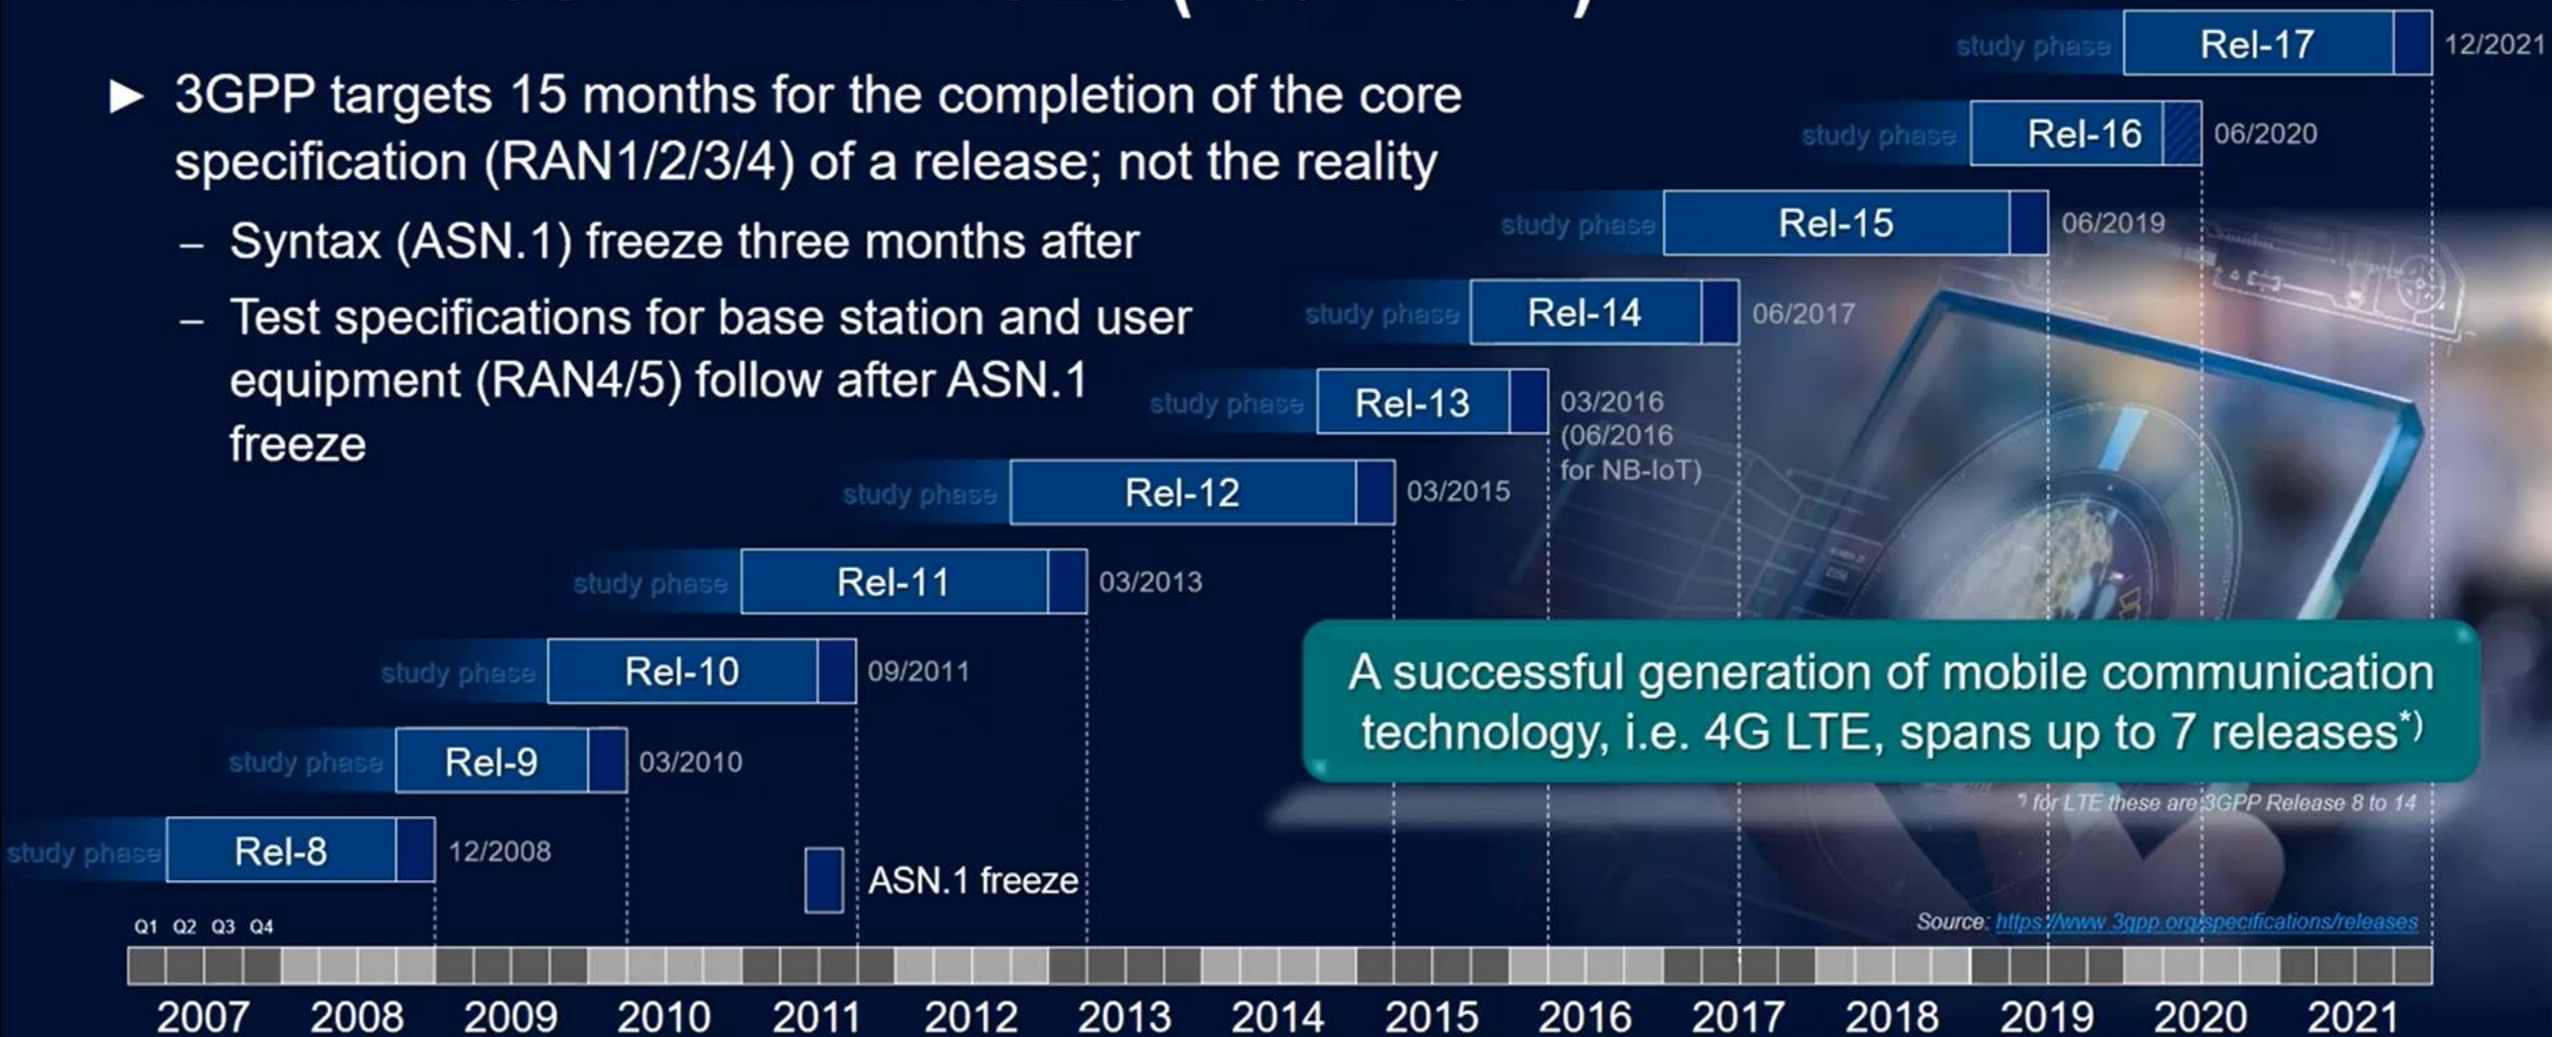 ► 3GPP targets 15 months for the completion of the core
specification (RAN1/2/3/4) of a release; not the reality
– Syntax (ASN.1) freeze three months after
– Test specifications for base station and user
equipment (RAN4/5) follow after ASN.1
freeze
study phase Rel-17 12/2021
study phase Rel-16 06/2020
study phase Rel-15 06/2019
study phase Rel-14 06/2017
study phase Rel-13 03/2016
(06/2016
for NB-IoT)
study phase Rel-12 03/2015
study phase Rel-11 03/2013
study phase Rel-10 09/2011
study phase Rel-9 03/2010
study phase Rel-8 12/2008
A successful generation of mobile communication
technology, i.e. 4G LTE, spans up to 7 releases*)
*) for LTE these are 3GPP Release 8 to 14
ASN.1 freeze
Source: https://www.3gpp.org/specifications/releases
Q1 Q2 Q3 Q4
2007 2008 2009 2010 2011 2012 2013 2014 2015 2016 2017 2018 2019 2020 2021